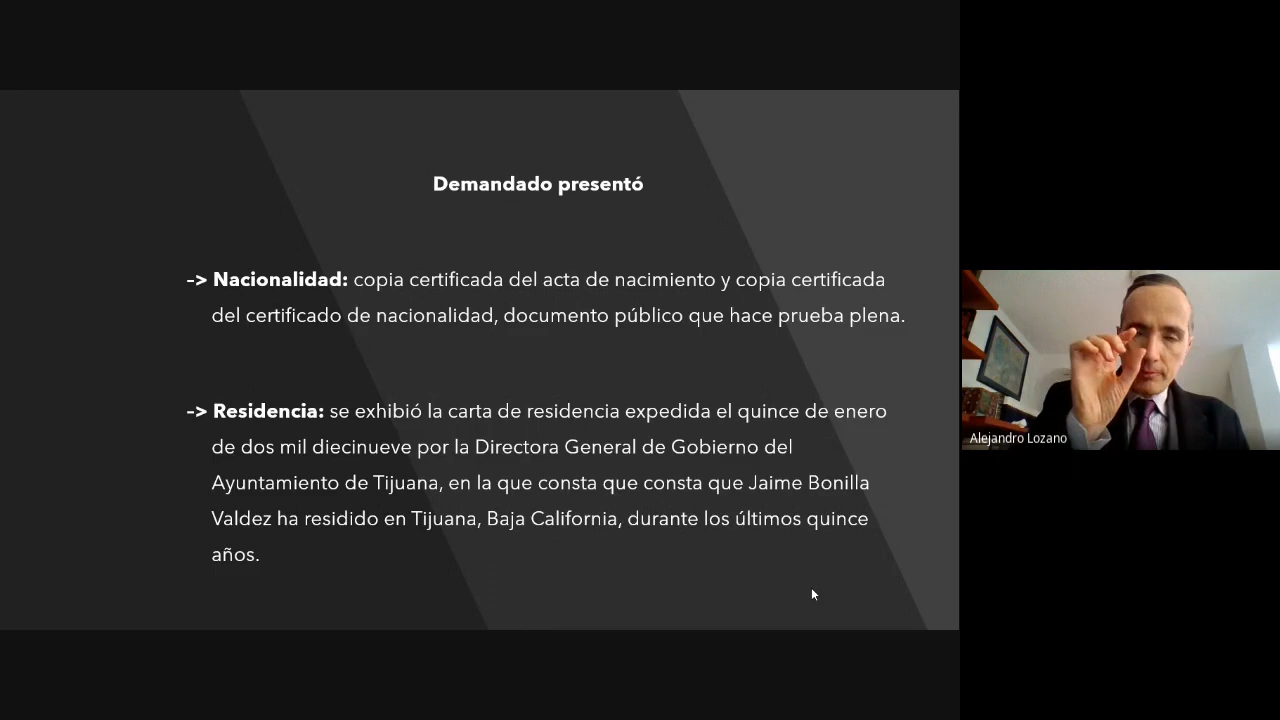 Demandado presentó
–> Nacionalidad: copia certificada del acta de nacimiento y copia certificada
del certificado de nacionalidad, documento público que hace prueba plena.
–> Residencia: se exhibió la carta de residencia expedida el quince de enero
de dos mil diecinueve por la Directora General de Gobierno del
Ayuntamiento de Tijuana, en la que consta que consta que Jaime Bonilla
Valdez ha residido en Tijuana, Baja California, durante los últimos quince
años.
Alejandro Lozano